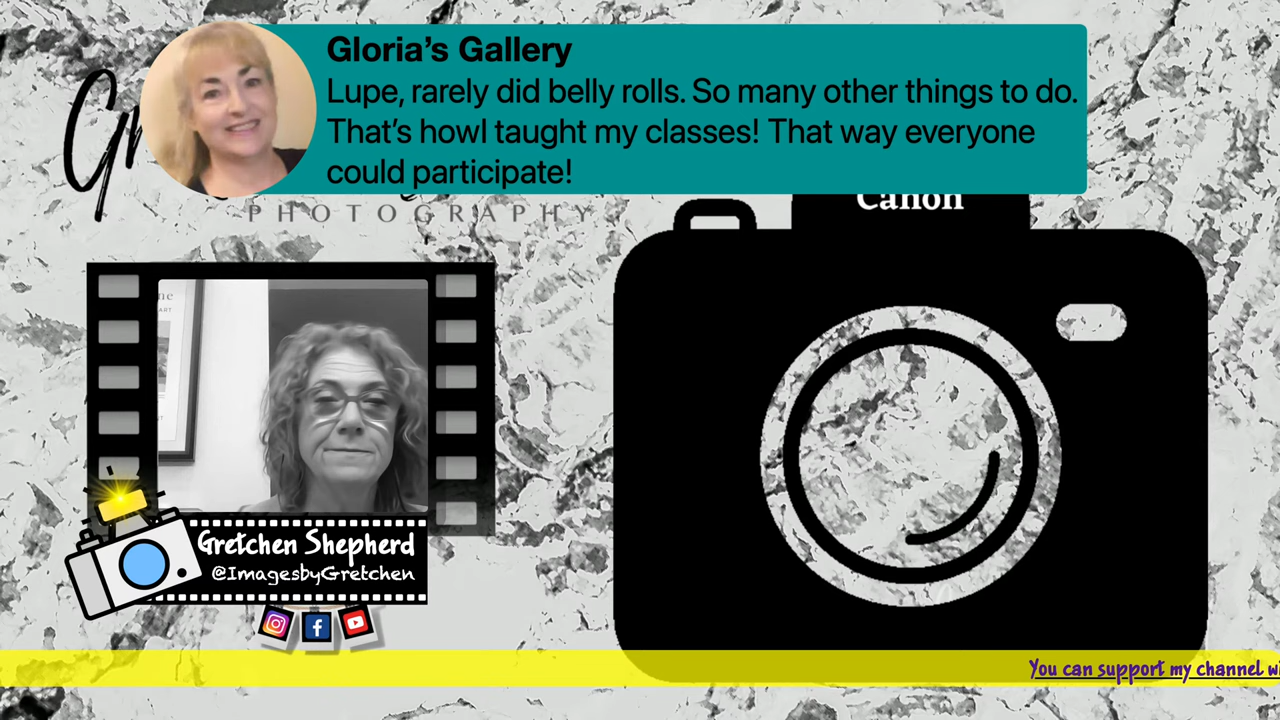 Gloria’s Gallery
Lupe, rarely did belly rolls. So many other things to do.
That’s howI taught my classes! That way everyone
could participate!
PHOTOGRAPHY
Canon
Gretchen Shepherd
@ImagesbyGretchen
You can support my channel